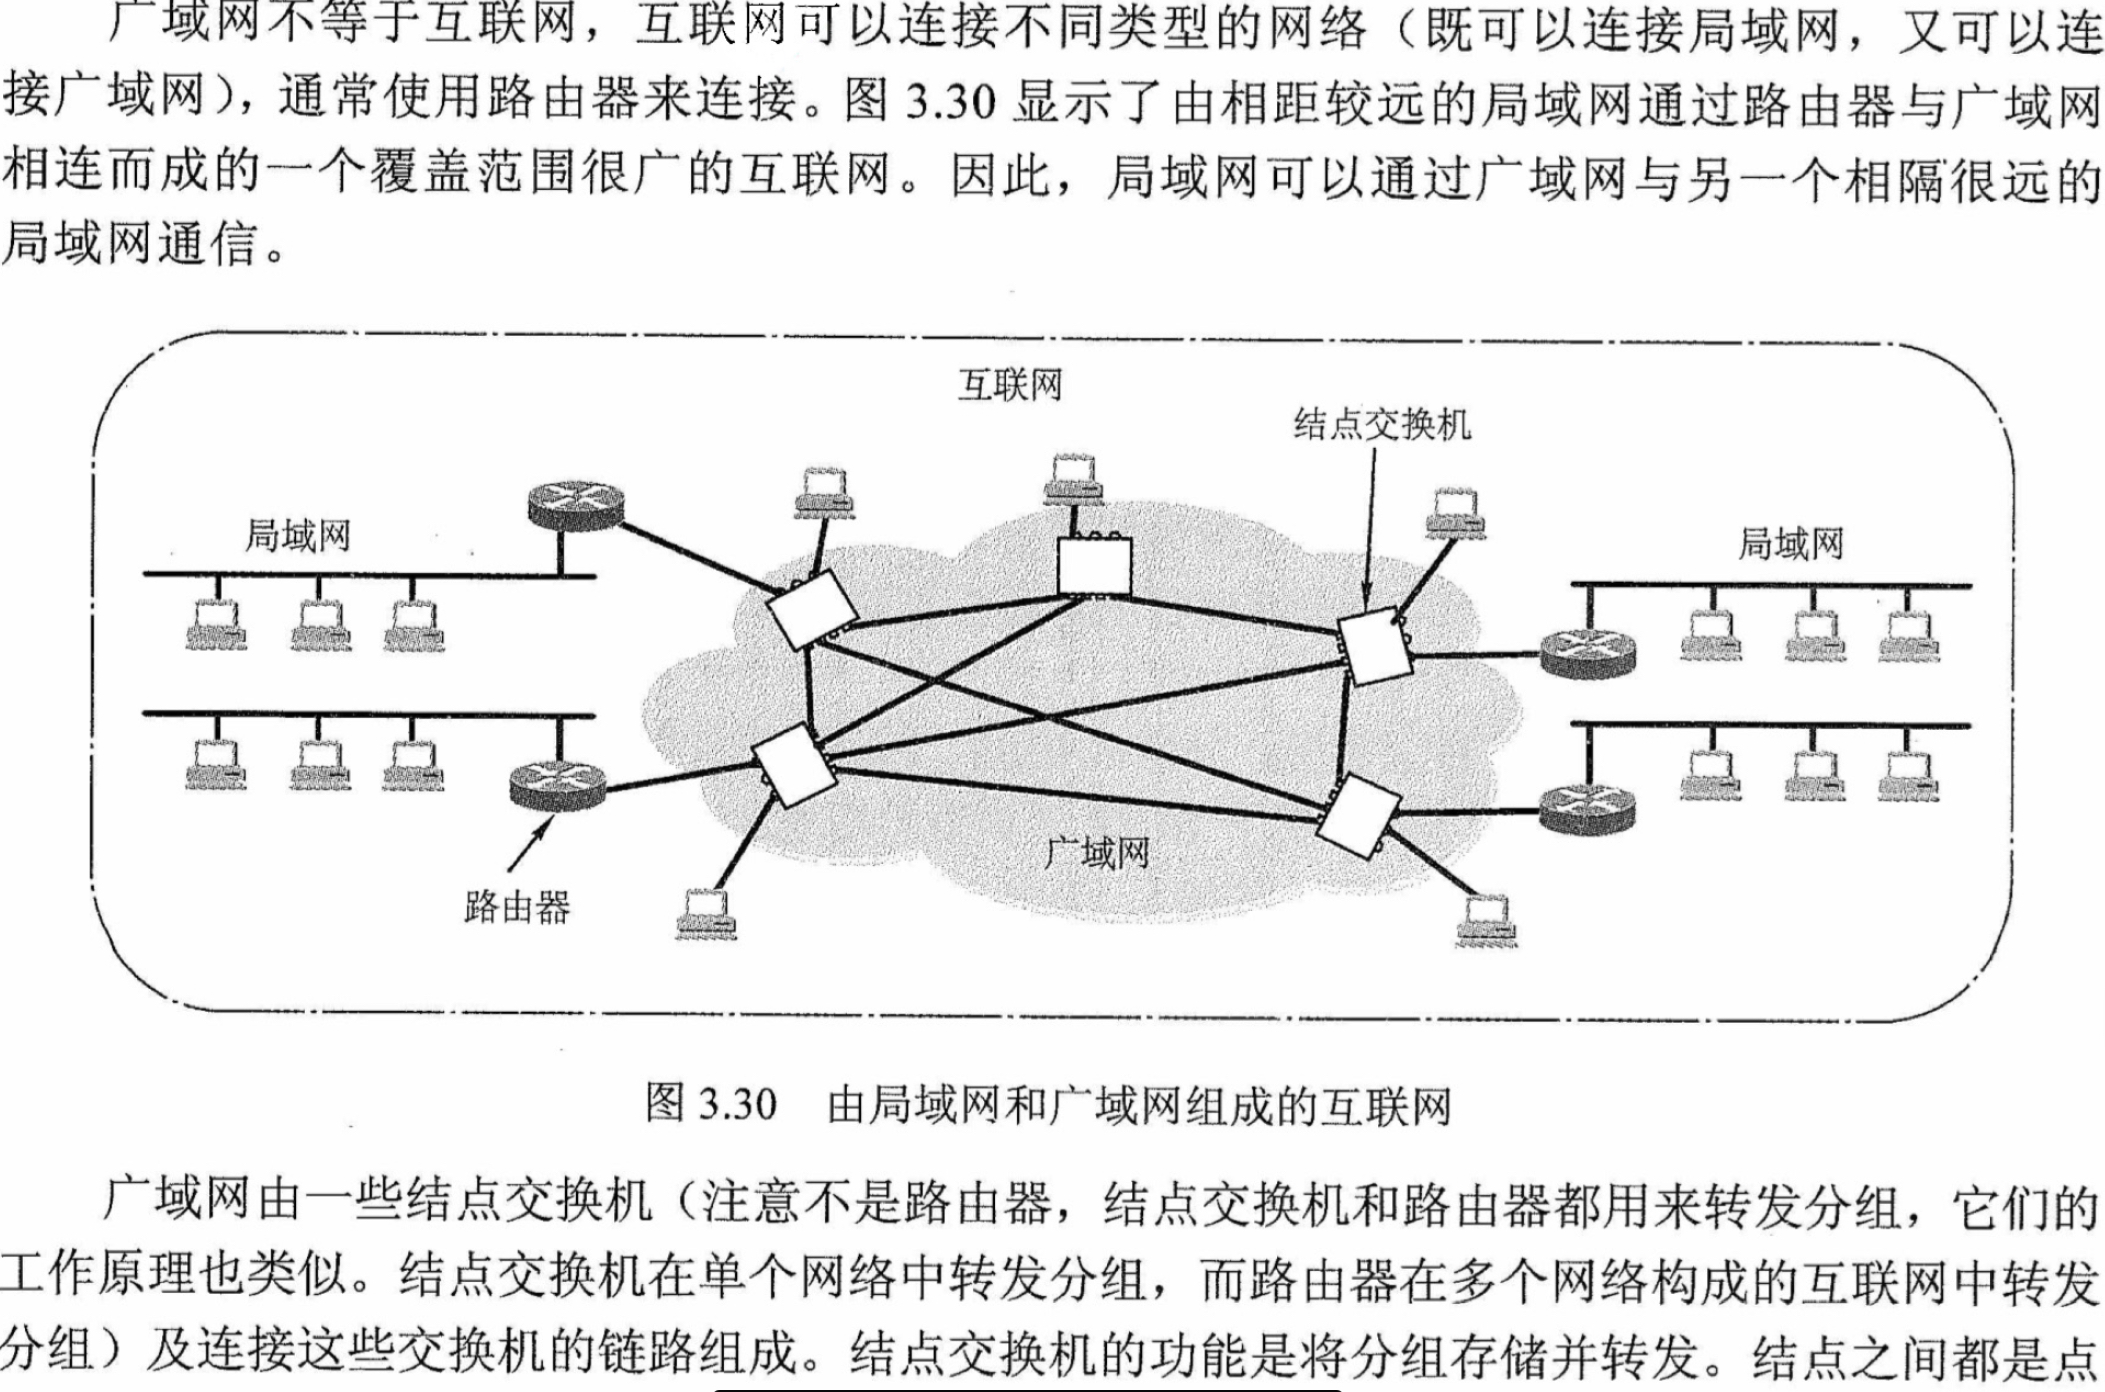 广域网不等于互联网，互联网可以连接不同类型的网络（既可以连接局域网，又可以连
接广域网），通常使用路由器来连接。图 3.30 显示了由相距较远的局域网通过路由器与广域网
相连而成的一个覆盖范围很广的互联网。因此，局域网可以通过广域网与另一个相隔很远的
局域网通信。
互联网
结点交换机
局域网
局域网
广域网
路由器
图 3.30 由局域网和广域网组成的互联网
广域网由一些结点交换机（注意不是路由器，结点交换机和路由器都用来转发分组，它们的
工作原理也类似。结点交换机在单个网络中转发分组，而路由器在多个网络构成的互联网中转发
分组）及连接这些交换机的链路组成。结点交换机的功能是将分组存储并转发。结点之间都是点